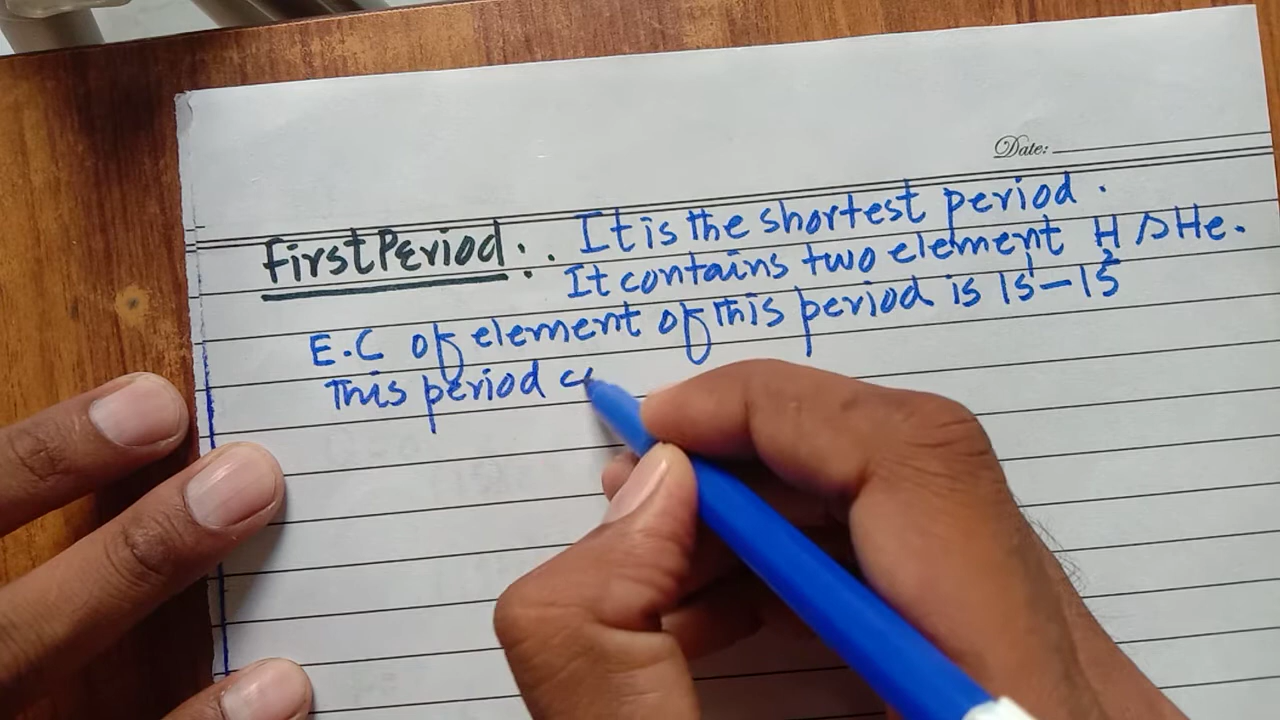 Date:
First Period:. It is the shortest period.
It contains two element H & He.
E.C of element of this period is 1s¹-1s²
This period